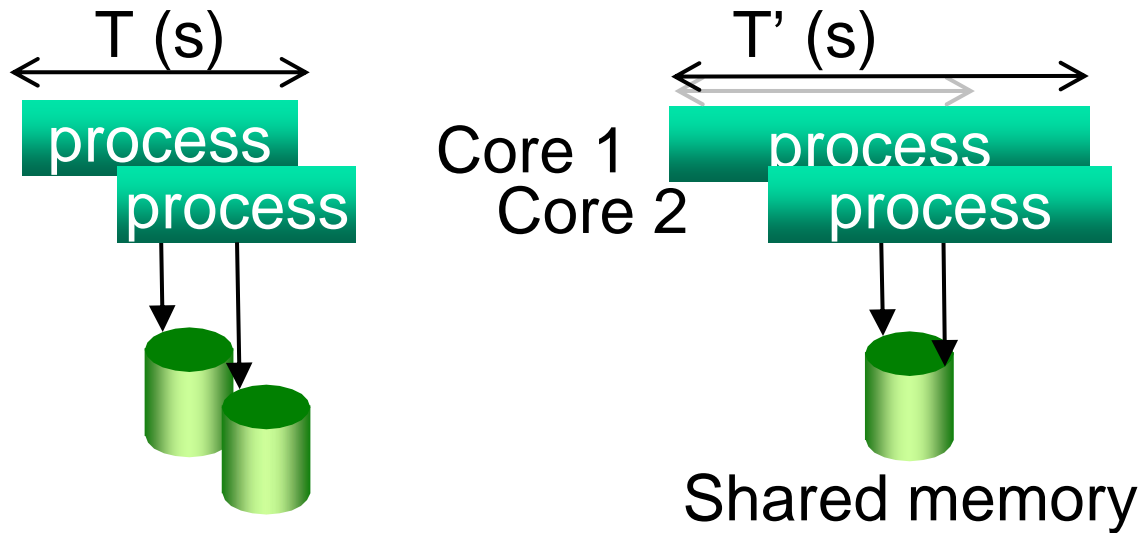 T (s)
process
process
T’ (s)
Core 1
process
Core 2
process
Shared memory